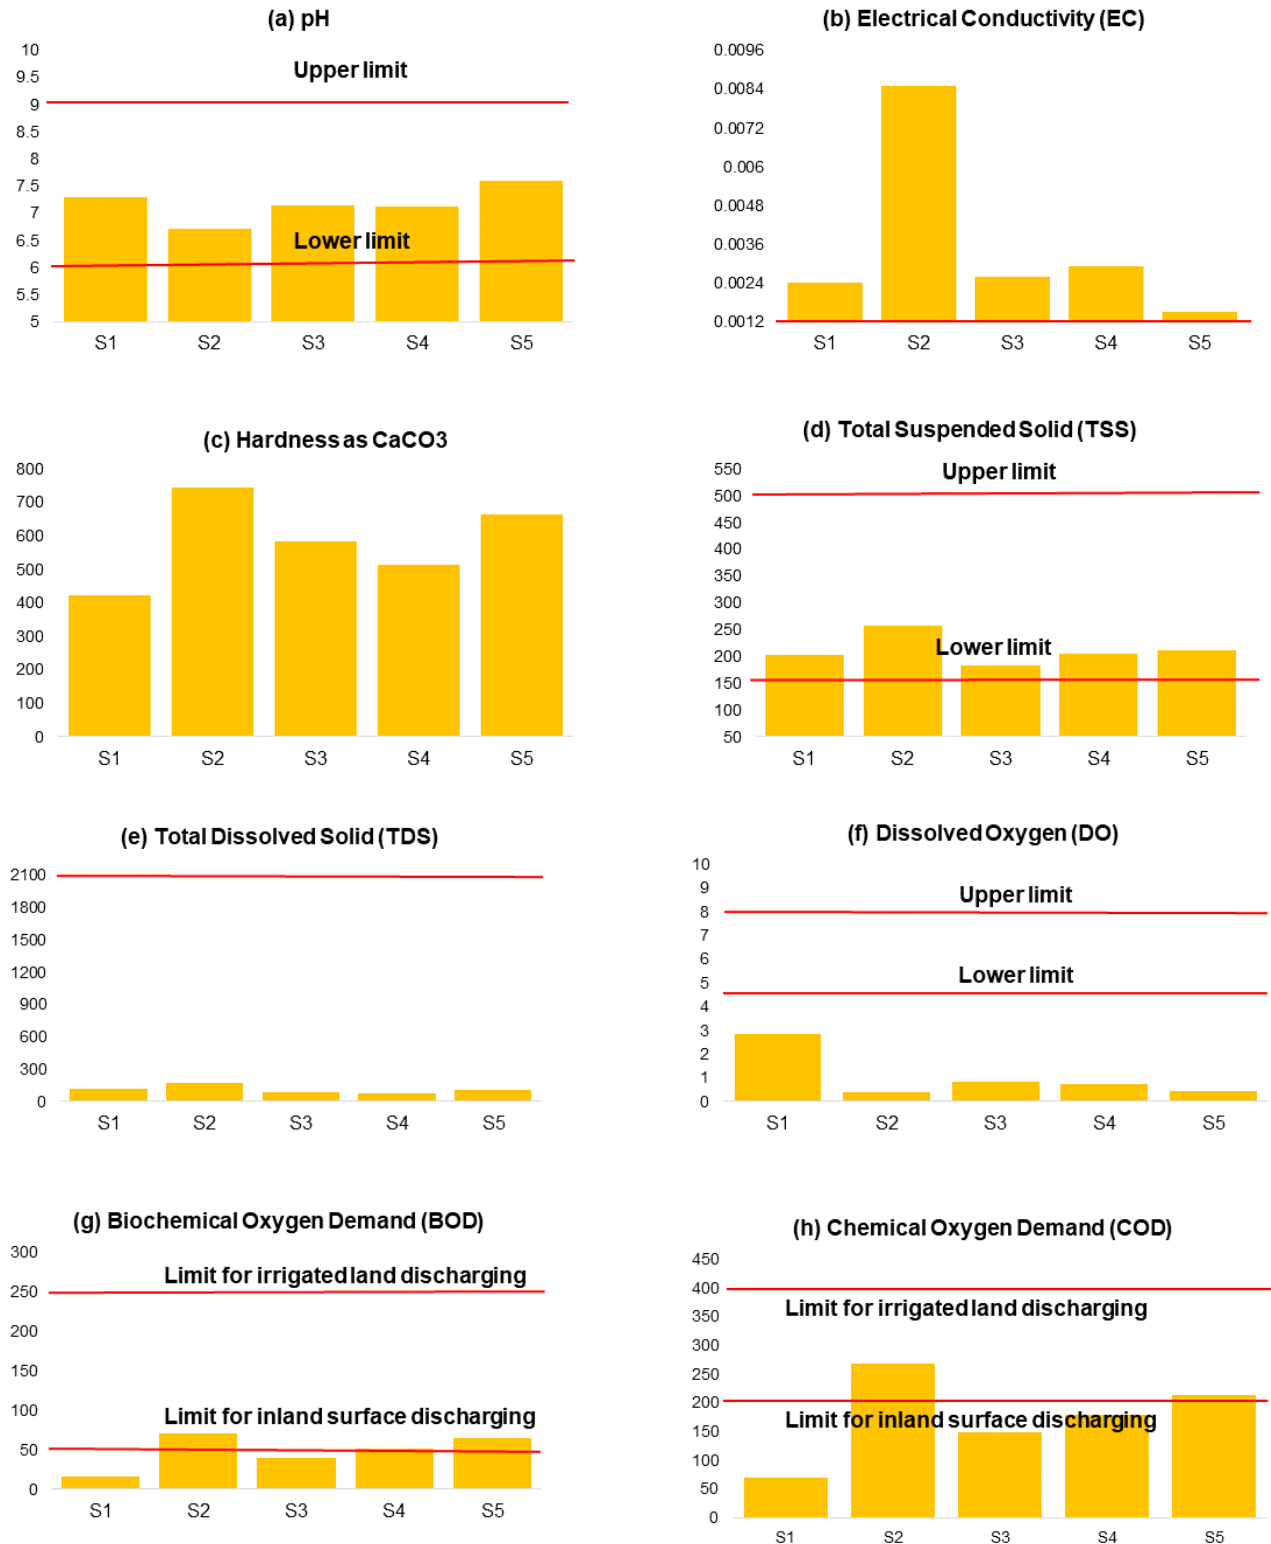 (a) pH
10
9.5
9
8.5
8
7.5
7
6.5
6
5.5
5
Upper limit
Lower limit
S1 S2 S3 S4 S5
(b) Electrical Conductivity (EC)
0.0096
0.0084
0.0072
0.006
0.0048
0.0036
0.0024
0.0012
S1 S2 S3 S4 S5
(c) Hardness as CaCO3
800
700
600
500
400
300
200
100
0
S1 S2 S3 S4 S5
(d) Total Suspended Solid (TSS)
550
500
450
400
350
300
250
200
150
100
50
Upper limit
Lower limit
S1 S2 S3 S4 S5
(e) Total Dissolved Solid (TDS)
2100
1800
1500
1200
900
600
300
0
S1 S2 S3 S4 S5
(f) Dissolved Oxygen (DO)
10
9
8
7
6
5
4
3
2
1
0
Upper limit
Lower limit
S1 S2 S3 S4 S5
(g) Biochemical Oxygen Demand (BOD)
300
250
200
150
100
50
0
Limit for irrigated land discharging
Limit for inland surface discharging
S1 S2 S3 S4 S5
(h) Chemical Oxygen Demand (COD)
450
400
350
300
250
200
150
100
50
0
Limit for irrigated land discharging
Limit for inland surface discharging
S1 S2 S3 S4 S5